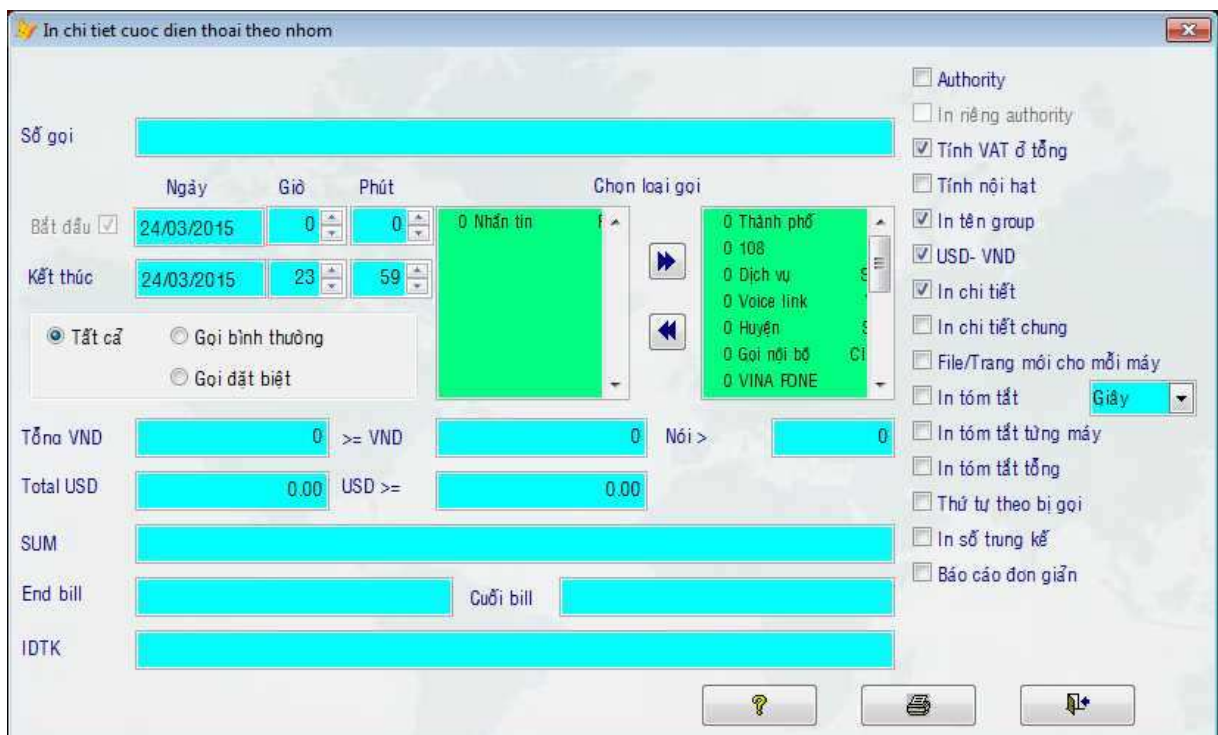 In chi tiet cuoc dien thoai theo nhom
Số gọi
Ngày Giờ Phút Chọn loại gọi
Bắt đầu 24/03/2015 0 0
Kết thúc 24/03/2015 23 59
0 Nhắn tin
0 Thành phố
0 108
0 Dịch vụ S
0 Voice link
0 Huyện S
0 Gọi nội bộ CI
0 VINA FONE
Tất cả Gọi bình thường
Gọi đặt biệt
Tổng VND 0 >= VND 0 Nói > 0
Total USD 0.00 USD >= 0.00
SUM
End bill Cuối bill
IDTK
Authority
In riêng authority
Tính VAT ở tổng
Tính nội hạt
In tên group
USD- VND
In chi tiết
In chi tiết chung
File/Trang mới cho mỗi máy
In tóm tắt Giây
In tóm tắt từng máy
In tóm tắt tổng
Thứ tự theo bị gọi
In số trung kế
Báo cáo đơn giản
?